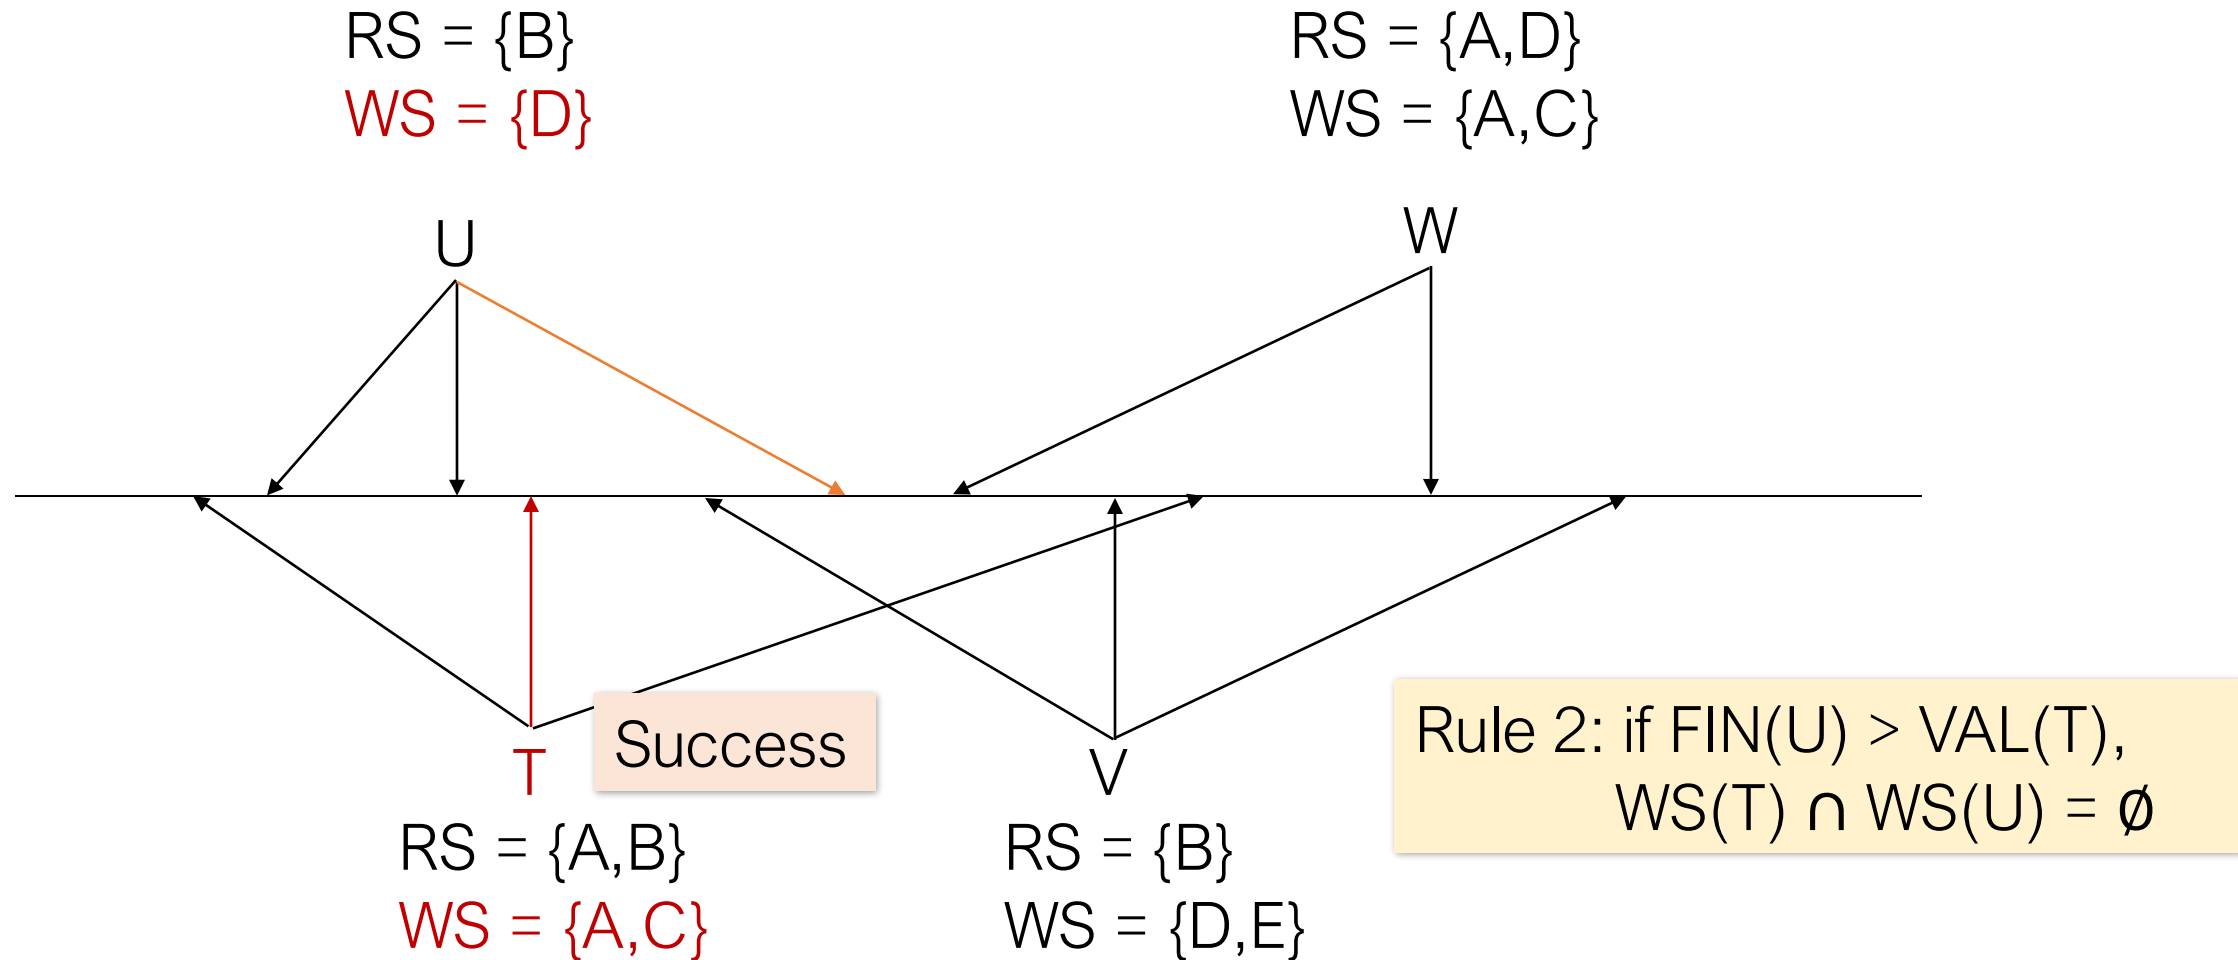 RS = {B}
WS = {D}
U
RS = {A,D}
WS = {A,C}
W
T
Success
RS = {A,B}
WS = {A,C}
V
RS = {B}
WS = {D,E}
Rule 2: if FIN(U) > VAL(T),
WS(T) ∩ WS(U) = ∅